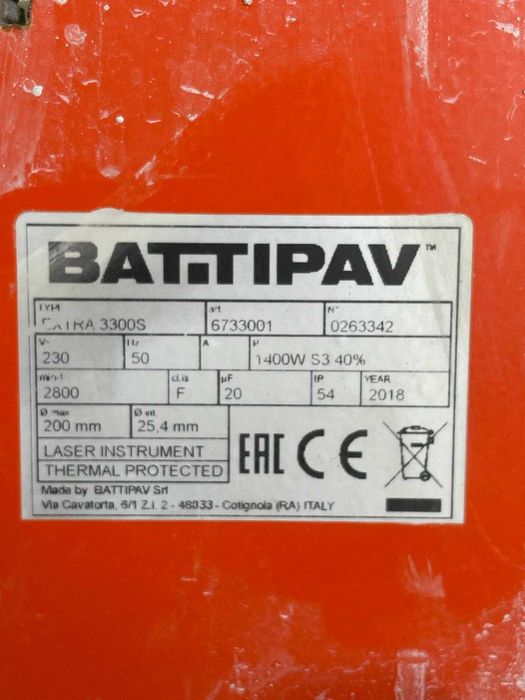 BATTIPAV™
TYPE art N°
EXTRA 3300S 6733001 0263342
V~ Hz A P
230 50 1400W S3 40%
min-1 cl.is µF IP YEAR
2800 F 20 54 2018
Ø max Ø int.
200 mm 25,4 mm
LASER INSTRUMENT
THERMAL PROTECTED
EAC CE
Made by BATTIPAV Srl
Via Cavatorta, 6/1 Z.i. 2 - 48033 - Cotignola (RA) ITALY